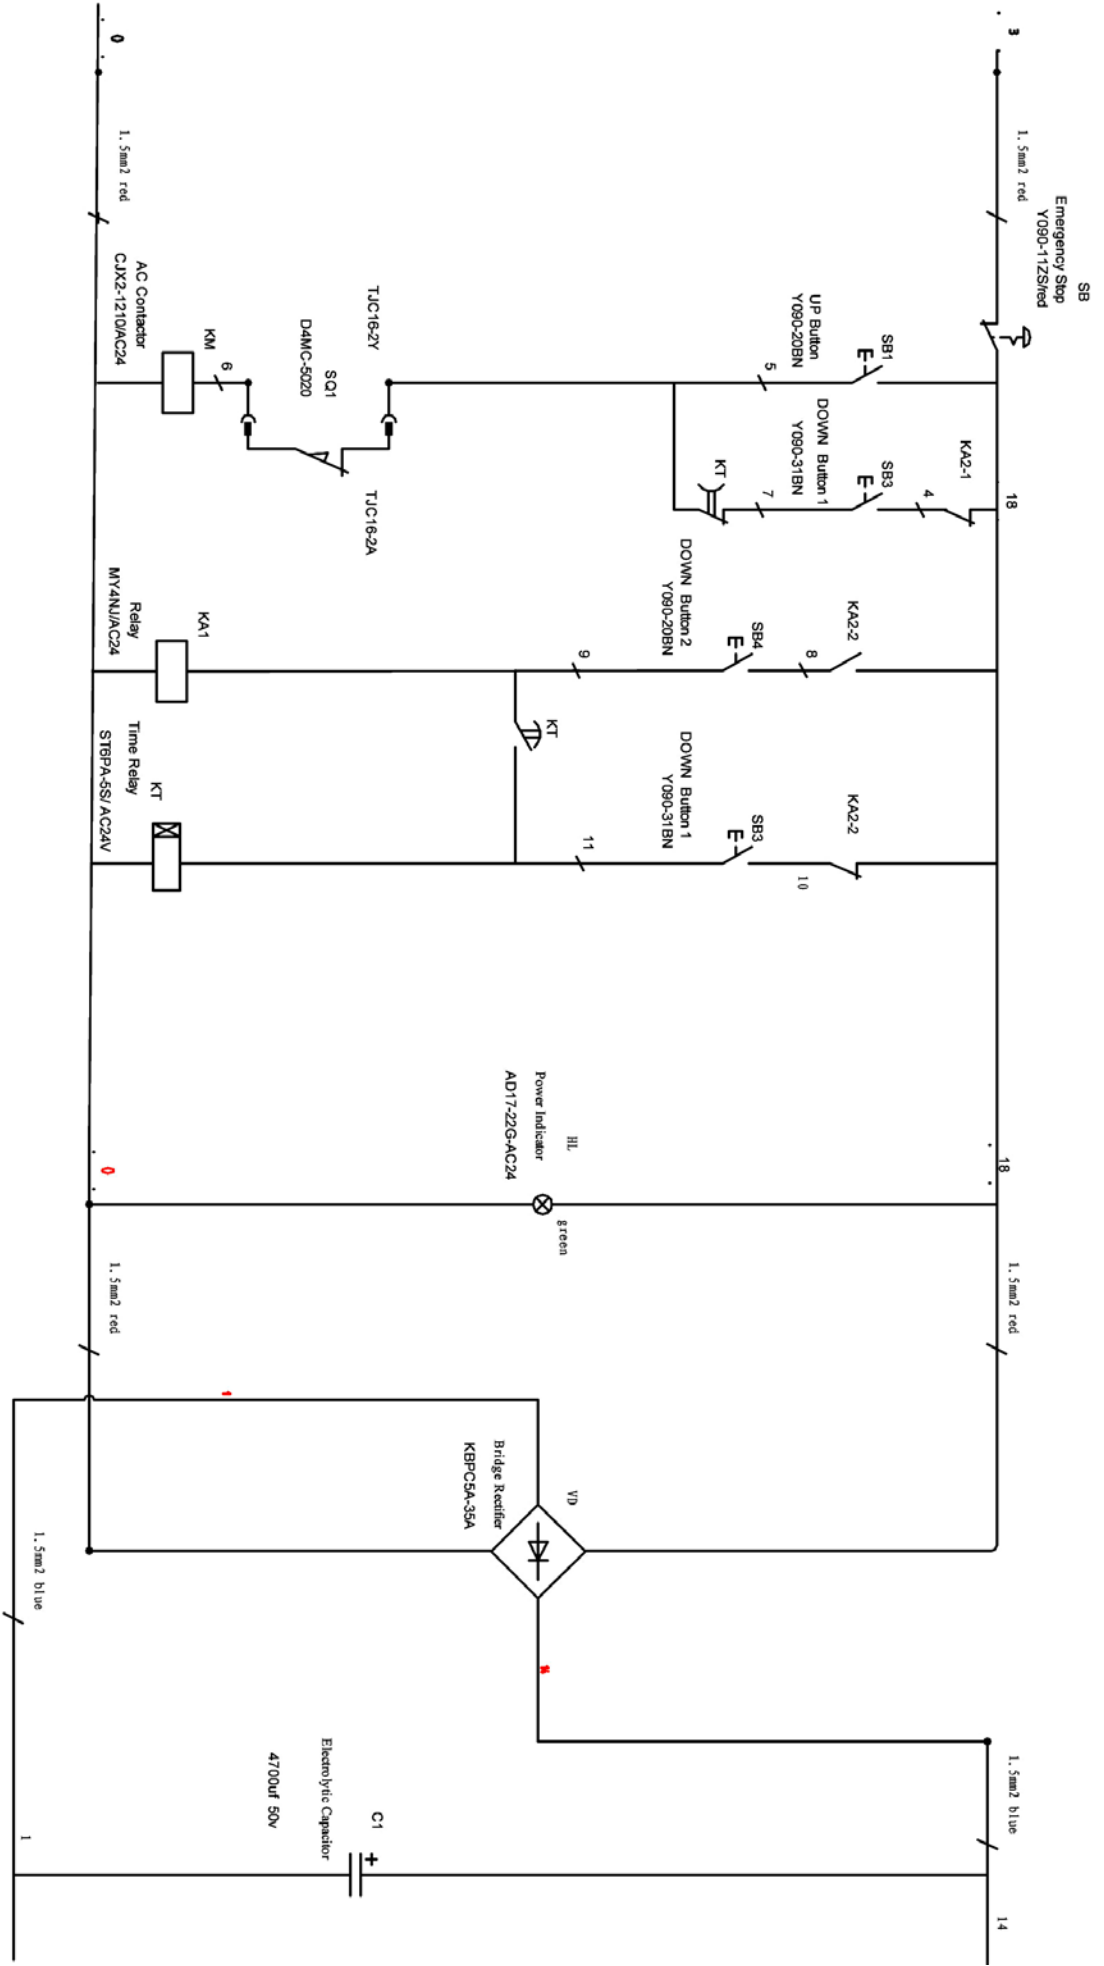 3
1. 5mm2 red
SB
Emergency Stop
Y090-11ZS/red
SB1
UP Button
Y090-20BN
5
KA2-1
18
4
SB3
DOWN Button 1
Y090-31BN
7
KT
TJC16-2Y
TJC16-2A
SQ1
D4MC-5020
6
KM
AC Contactor
CJX2-1210/AC24
0
1. 5mm2 red
KA2-2
8
SB4
DOWN Button 2
Y090-20BN
9
KT
KA1
Relay
MY4NJ/AC24
KA2-2
10
SB3
DOWN Button 1
Y090-31BN
11
KT
Time Relay
ST6PA-5S/ AC24V
18
HL
Power Indicator
AD17-22G-AC24
green
0
1. 5mm2 red
1. 5mm2 red
1
VD
Bridge Rectifier
KBPC5A-35A
1. 5mm2 blue
1. 5mm2 blue
C1
+
Electrolytic Capacitor
4700uf 50v
14
1